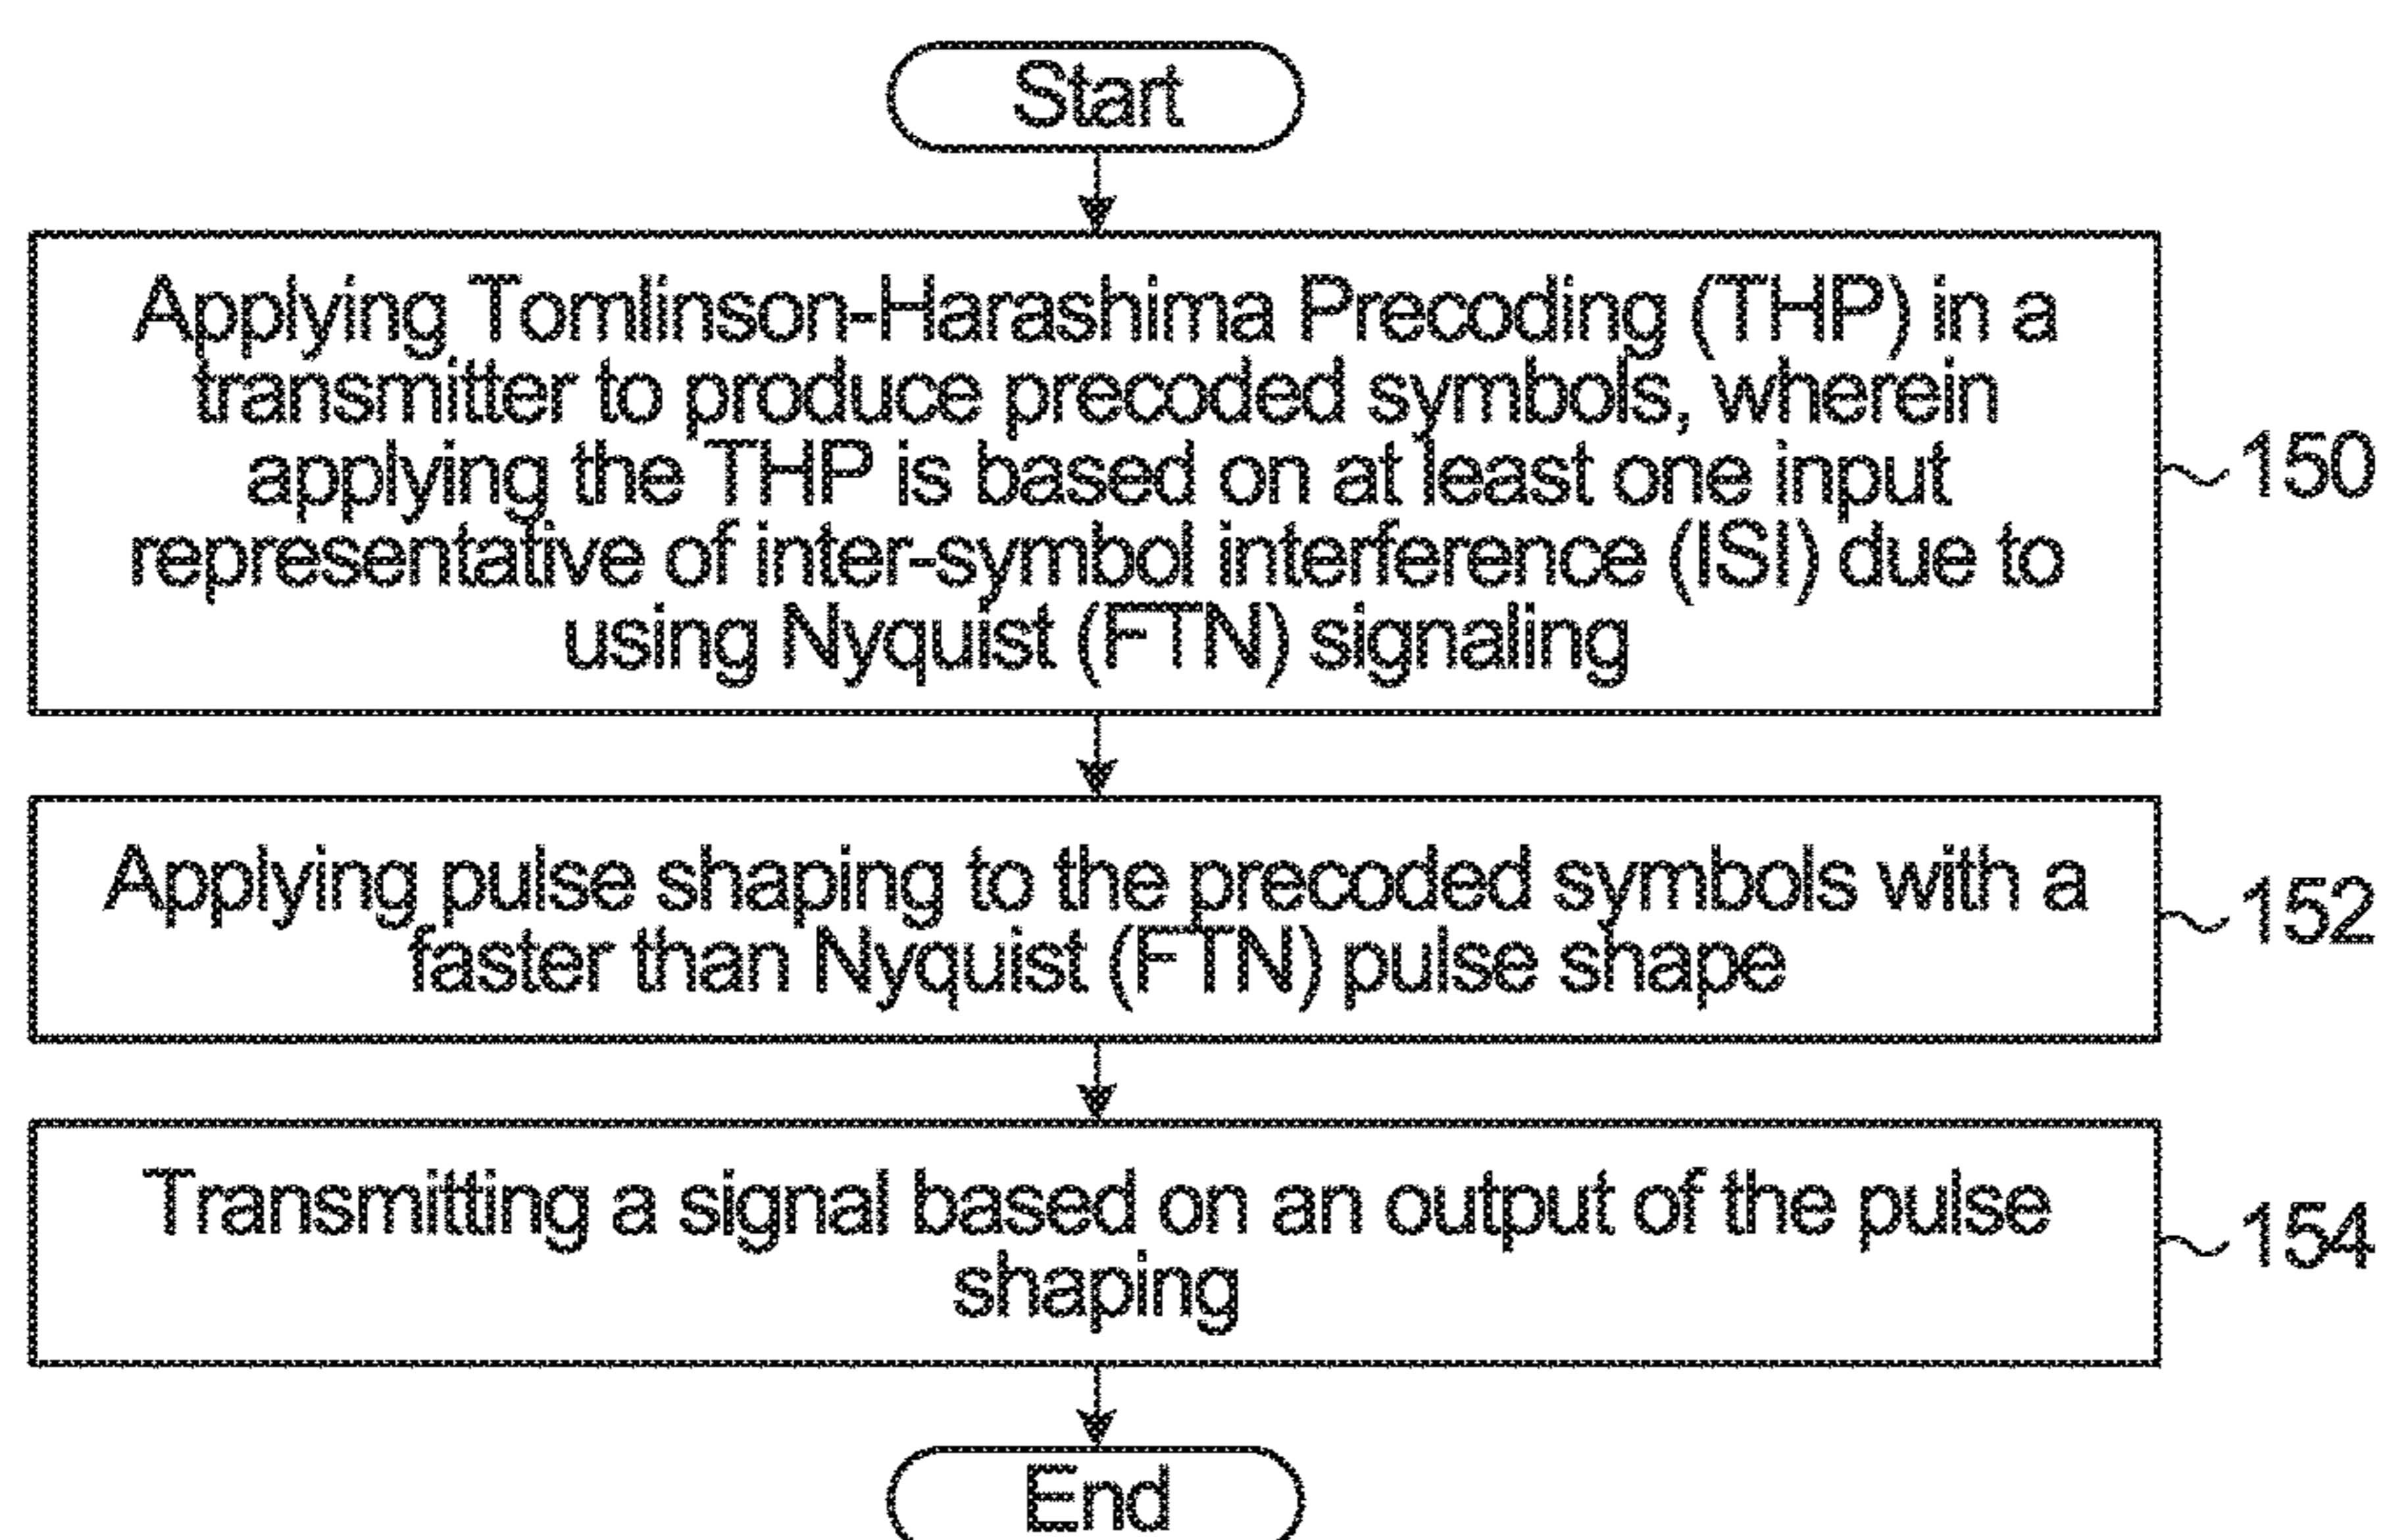 Start
Applying Tomlinson-Harashima Precoding (THP) in a
transmitter to produce precoded symbols, wherein
applying the THP is based on at least one input
representative of inter-symbol interference (ISI) due to
using Nyquist (FTN) signaling
150
Applying pulse shaping to the precoded symbols with a
faster than Nyquist (FTN) pulse shape
152
Transmitting a signal based on an output of the pulse
shaping
154
End